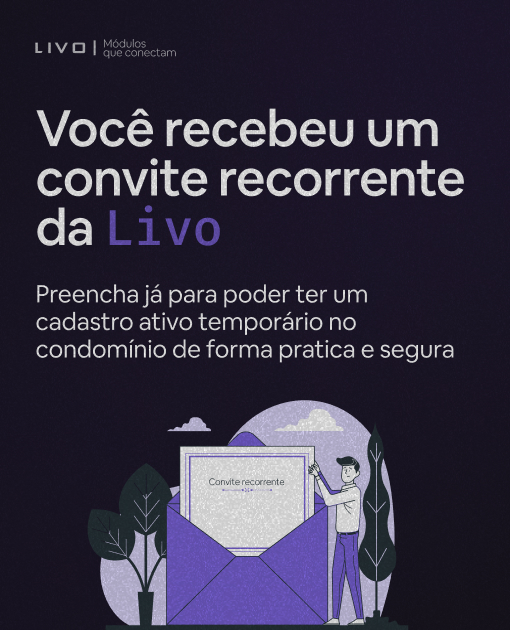 LIVO | Módulos
que conectam
Você recebeu um
convite recorrente
da Livo
Preencha já para poder ter um
cadastro ativo temporário no
condomínio de forma pratica e segura
Convite recorrente